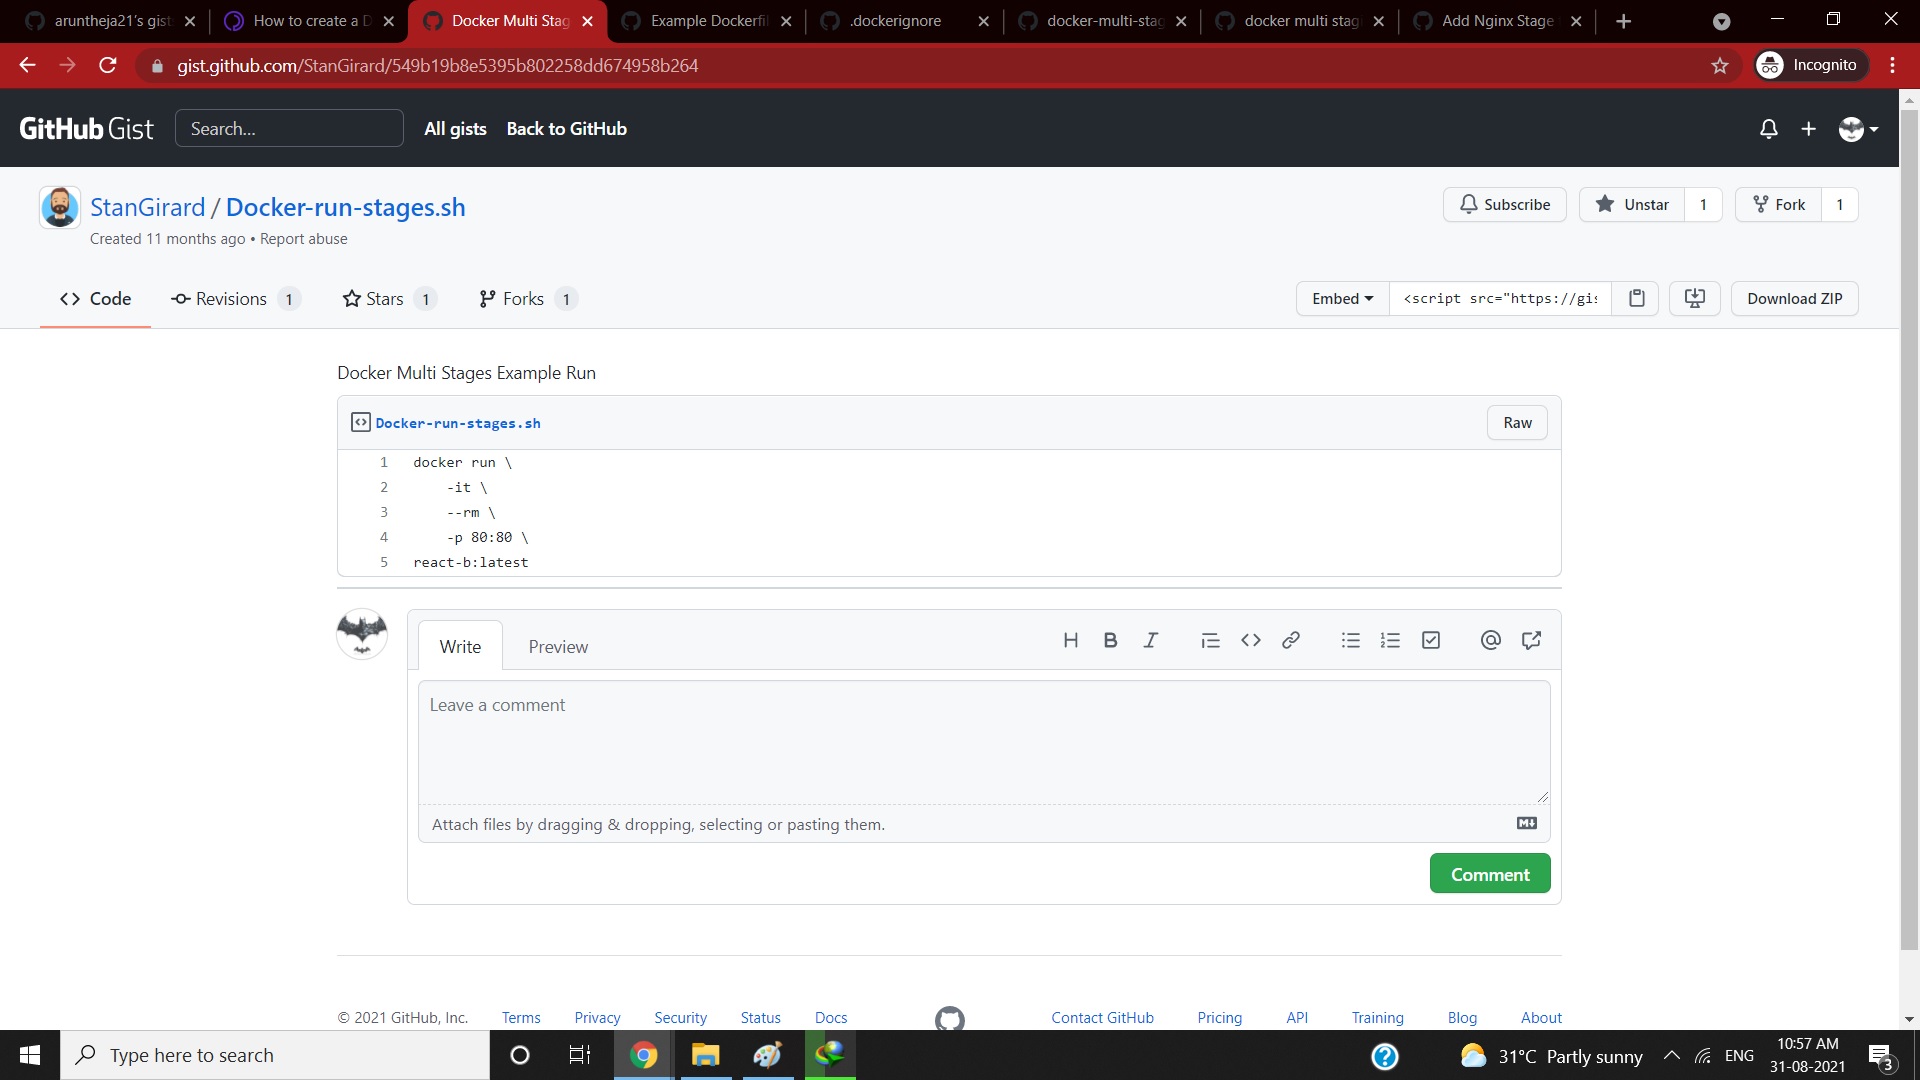 aruntheja21's gist
How to create a D
Docker Multi Stag
Example Dockerfil
.dockerignore
docker-multi-stag
docker multi stagi
Add Nginx Stage
gist.github.com/StanGirard/549b19b8e5395b802258dd674958b264
Incognito
GitHub Gist
Search...
All gists
Back to GitHub
StanGirard / Docker-run-stages.sh
Subscribe
Unstar 1
Fork 1
Created 11 months ago • Report abuse
Code
Revisions 1
Stars 1
Forks 1
Embed
<script src="https://gis
Download ZIP
Docker Multi Stages Example Run
Docker-run-stages.sh
Raw
1 docker run \
2 -it \
3 --rm \
4 -p 80:80 \
5 react-b:latest
Write
Preview
Leave a comment
Attach files by dragging & dropping, selecting or pasting them.
Comment
© 2021 GitHub, Inc. Terms Privacy Security Status Docs Contact GitHub Pricing API Training Blog About
Type here to search
31°C Partly sunny
ENG
10:57 AM
31-08-2021
3